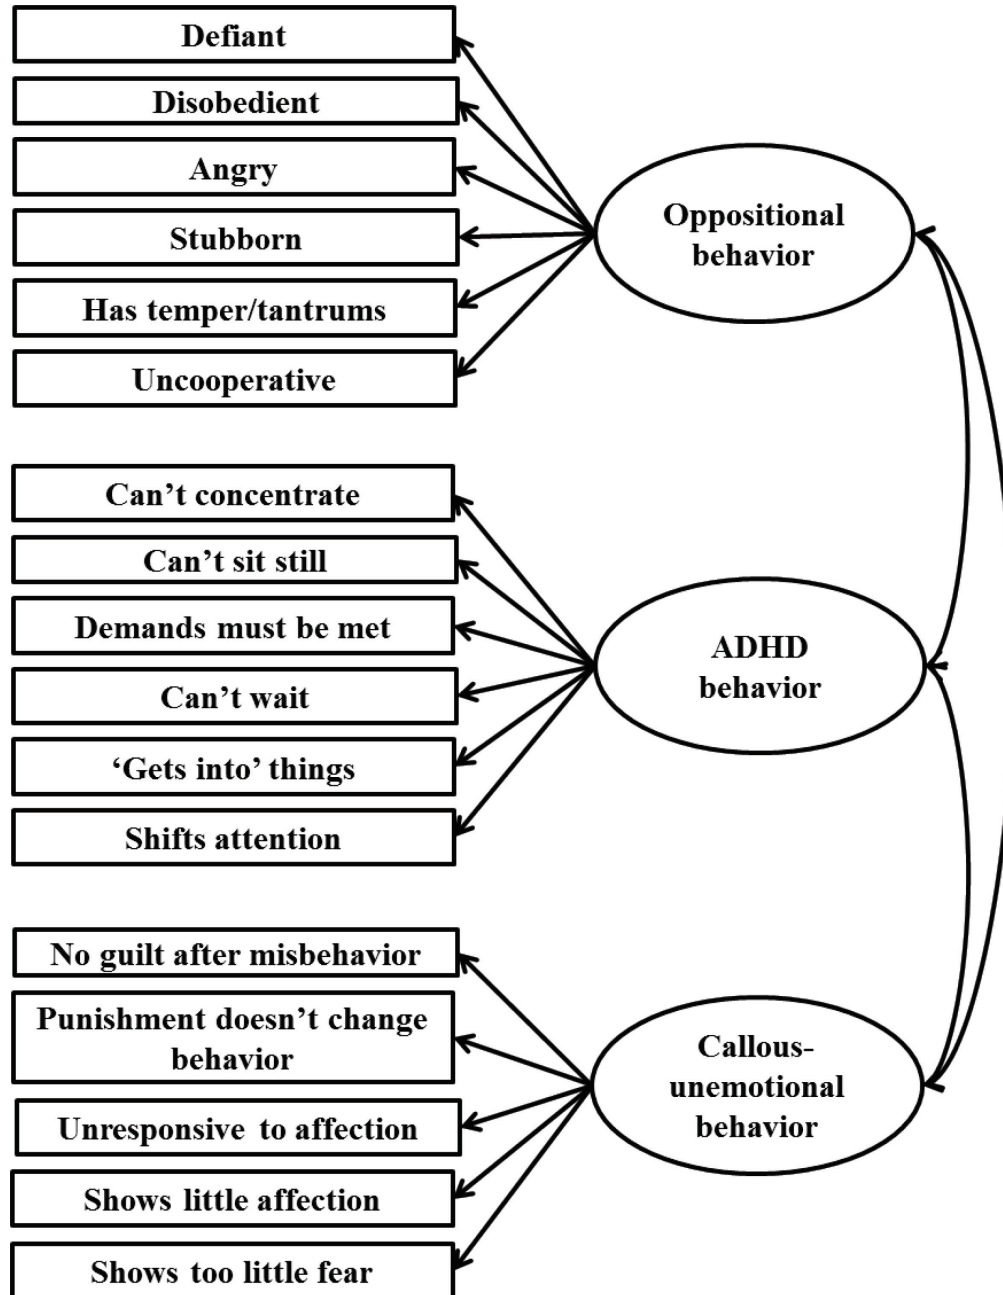 Defiant
Disobedient
Angry
Stubborn
Has temper/tantrums
Uncooperative
Oppositional
behavior
Can’t concentrate
Can’t sit still
Demands must be met
Can’t wait
‘Gets into’ things
Shifts attention
ADHD
behavior
No guilt after misbehavior
Punishment doesn’t change
behavior
Unresponsive to affection
Shows little affection
Shows too little fear
Callous-
unemotional
behavior